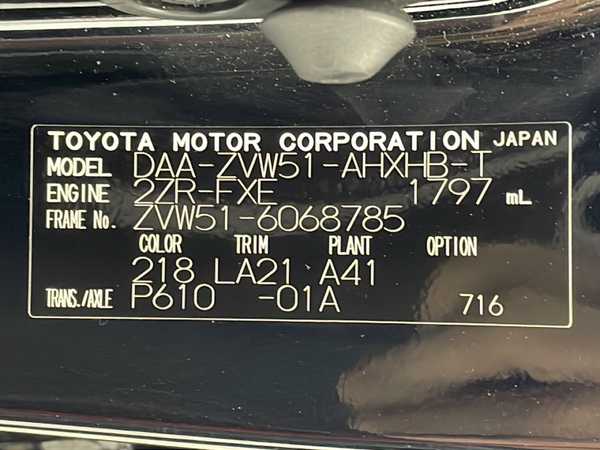 TOYOTA MOTOR CORPORATION JAPAN
MODEL DAA-ZVW51-AHXHB-T
ENGINE 2ZR-FXE 1797 mL
FRAME No. ZVW51-6068785
COLOR TRIM PLANT OPTION
218 LA21 A41
TRANS./AXLE P610 -01A 716